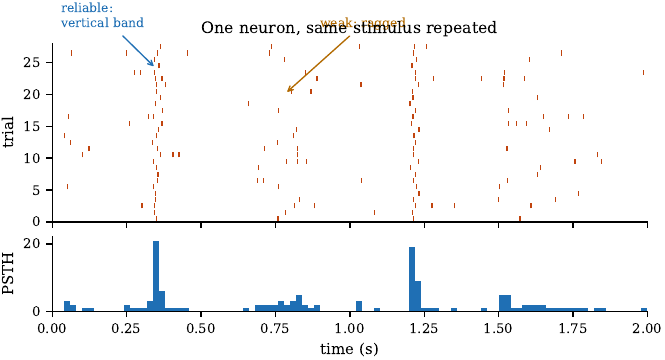 reliable:
vertical band
weak: ragged
One neuron, same stimulus repeated
25
20
15
10
5
0
trial
20
0
PSTH
0.00 0.25 0.50 0.75 1.00 1.25 1.50 1.75 2.00
time (s)